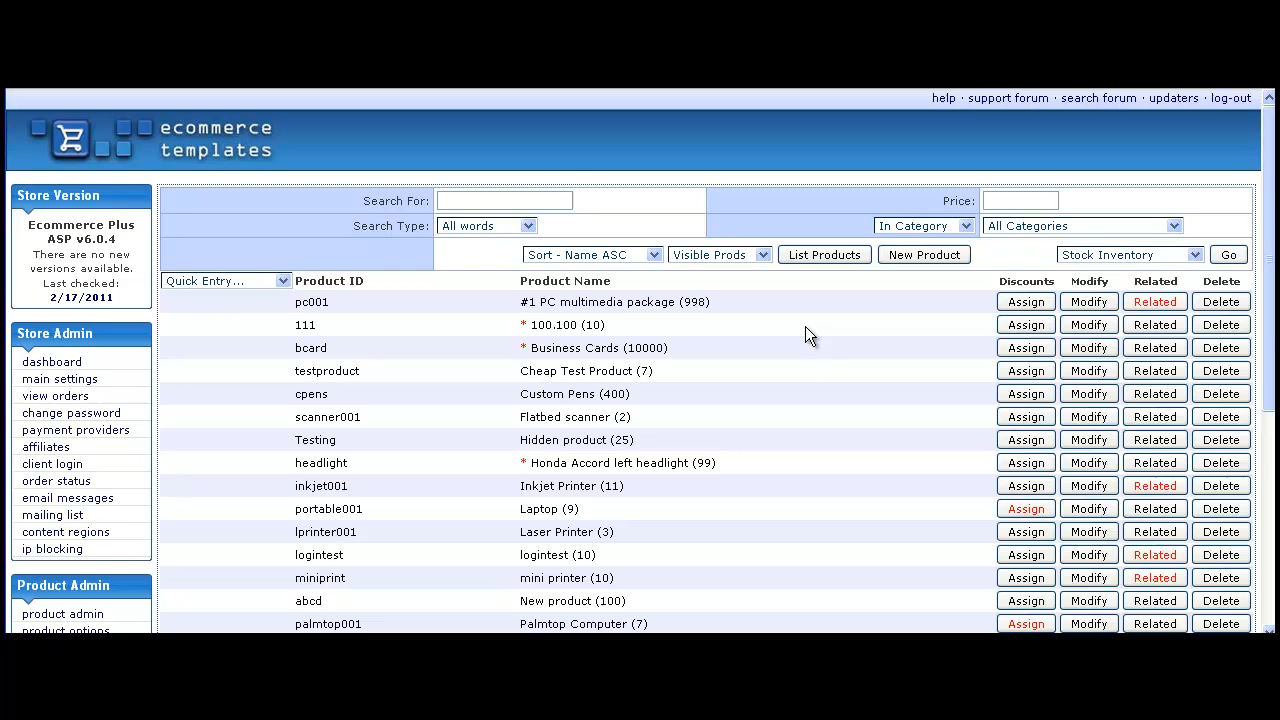 help · support forum · search forum · updaters · log-out
ecommerce
templates
Store Version
Ecommerce Plus
ASP v6.0.4
There are no new
versions available.
Last checked:
2/17/2011
Store Admin
dashboard
main settings
view orders
change password
payment providers
affiliates
client login
order status
email messages
mailing list
content regions
ip blocking
Product Admin
product admin
product options
Search For: Price:
Search Type: All words In Category All Categories
Sort - Name ASC Visible Prods List Products New Product Stock Inventory Go
Quick Entry... Product ID Product Name Discounts Modify Related Delete
pc001 #1 PC multimedia package (998) Assign Modify Related Delete
111 * 100.100 (10) Assign Modify Related Delete
bcard * Business Cards (10000) Assign Modify Related Delete
testproduct Cheap Test Product (7) Assign Modify Related Delete
cpens Custom Pens (400) Assign Modify Related Delete
scanner001 Flatbed scanner (2) Assign Modify Related Delete
Testing Hidden product (25) Assign Modify Related Delete
headlight * Honda Accord left headlight (99) Assign Modify Related Delete
inkjet001 Inkjet Printer (11) Assign Modify Related Delete
portable001 Laptop (9) Assign Modify Related Delete
lprinter001 Laser Printer (3) Assign Modify Related Delete
logintest logintest (10) Assign Modify Related Delete
miniprint mini printer (10) Assign Modify Related Delete
abcd New product (100) Assign Modify Related Delete
palmtop001 Palmtop Computer (7) Assign Modify Related Delete